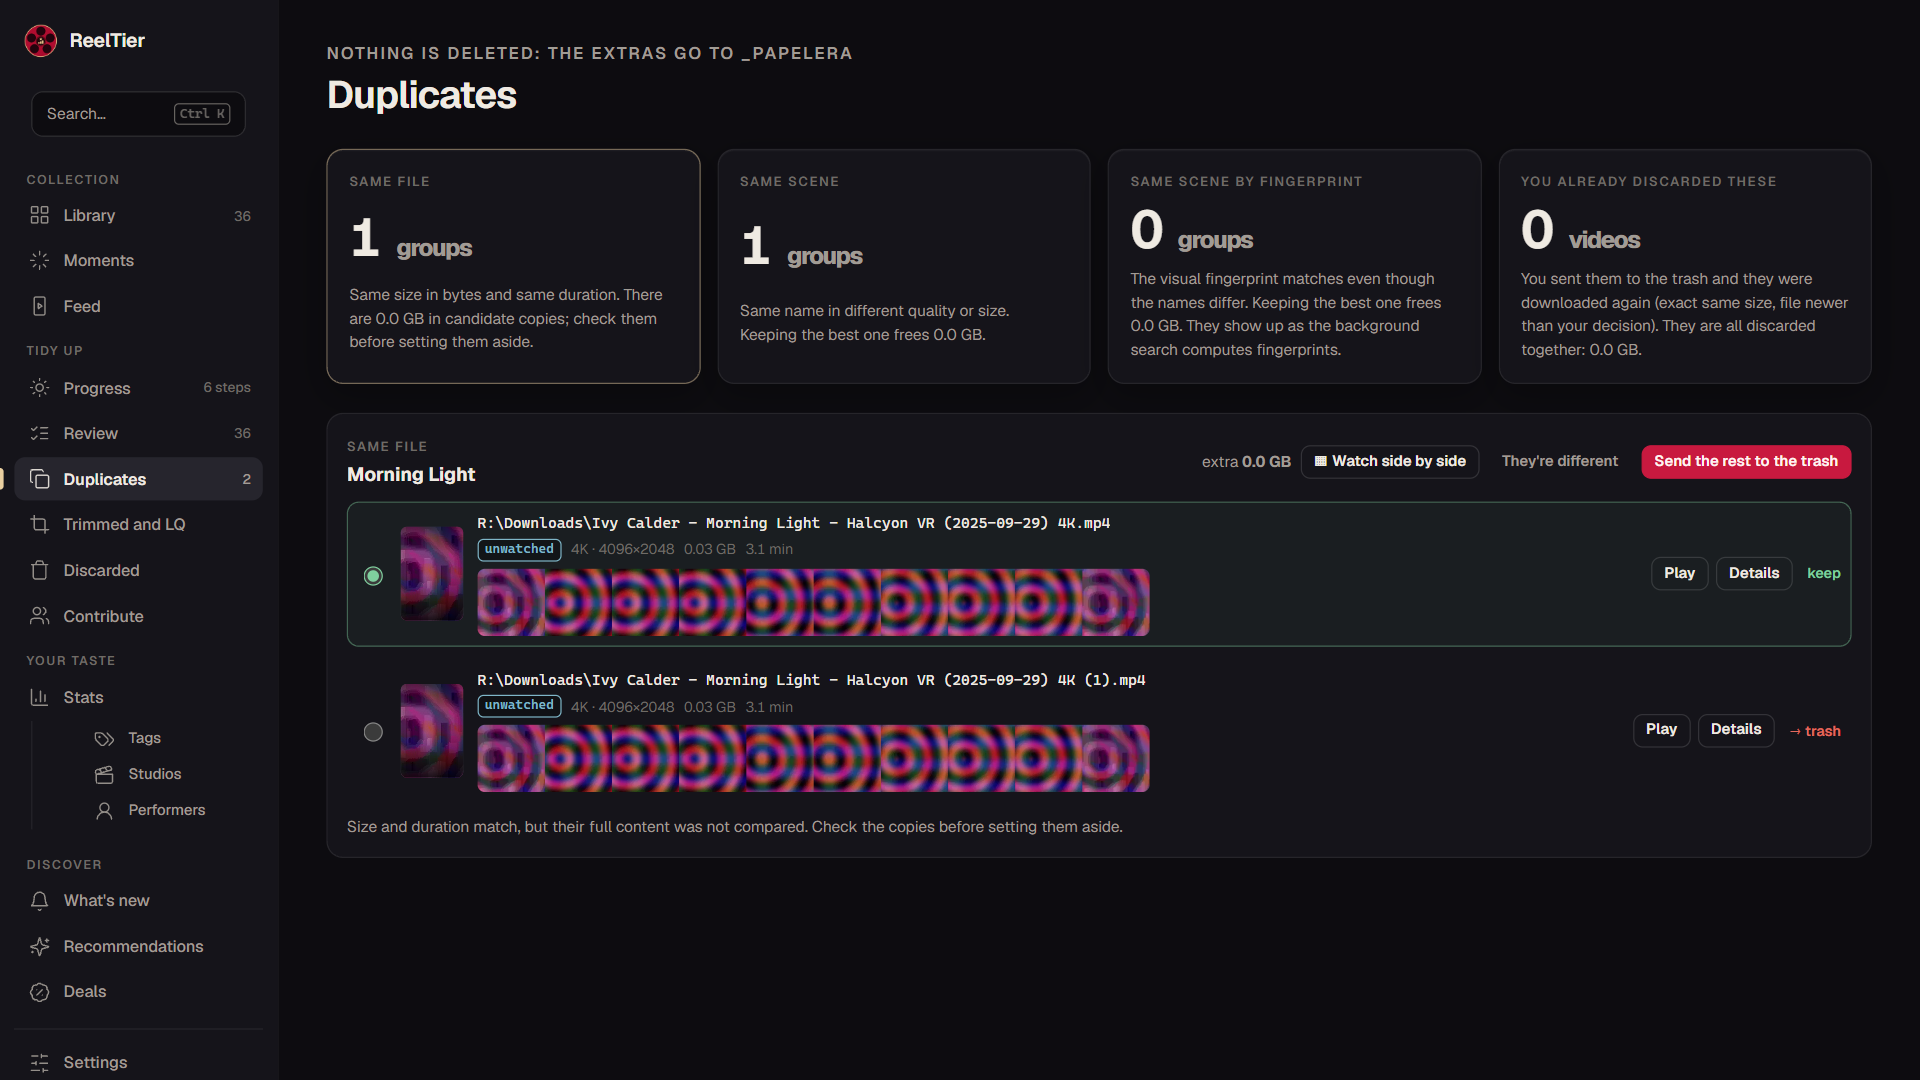 ReelTier
Search...
Ctrl K
COLLECTION
Library 36
Moments
Feed
TIDY UP
Progress 6 steps
Review 36
Duplicates 2
Trimmed and LQ
Discarded
Contribute
YOUR TASTE
Stats
Tags
Studios
Performers
DISCOVER
What's new
Recommendations
Deals
Settings
NOTHING IS DELETED: THE EXTRAS GO TO _PAPELERA
Duplicates
SAME FILE
1 groups
Same size in bytes and same duration. There
are 0.0 GB in candidate copies; check them
before setting them aside.
SAME SCENE
1 groups
Same name in different quality or size.
Keeping the best one frees 0.0 GB.
SAME SCENE BY FINGERPRINT
0 groups
The visual fingerprint matches even though
the names differ. Keeping the best one frees
0.0 GB. They show up as the background
search computes fingerprints.
YOU ALREADY DISCARDED THESE
0 videos
You sent them to the trash and they were
downloaded again (exact same size, file newer
than your decision). They are all discarded
together: 0.0 GB.
SAME FILE
Morning Light
extra 0.0 GB
Watch side by side
They're different
Send the rest to the trash
R:\Downloads\Ivy Calder - Morning Light - Halcyon VR (2025-09-29) 4K.mp4
unwatched 4K · 4096×2048 0.03 GB 3.1 min
Play
Details
keep
R:\Downloads\Ivy Calder - Morning Light - Halcyon VR (2025-09-29) 4K (1).mp4
unwatched 4K · 4096×2048 0.03 GB 3.1 min
Play
Details
→ trash
Size and duration match, but their full content was not compared. Check the copies before setting them aside.